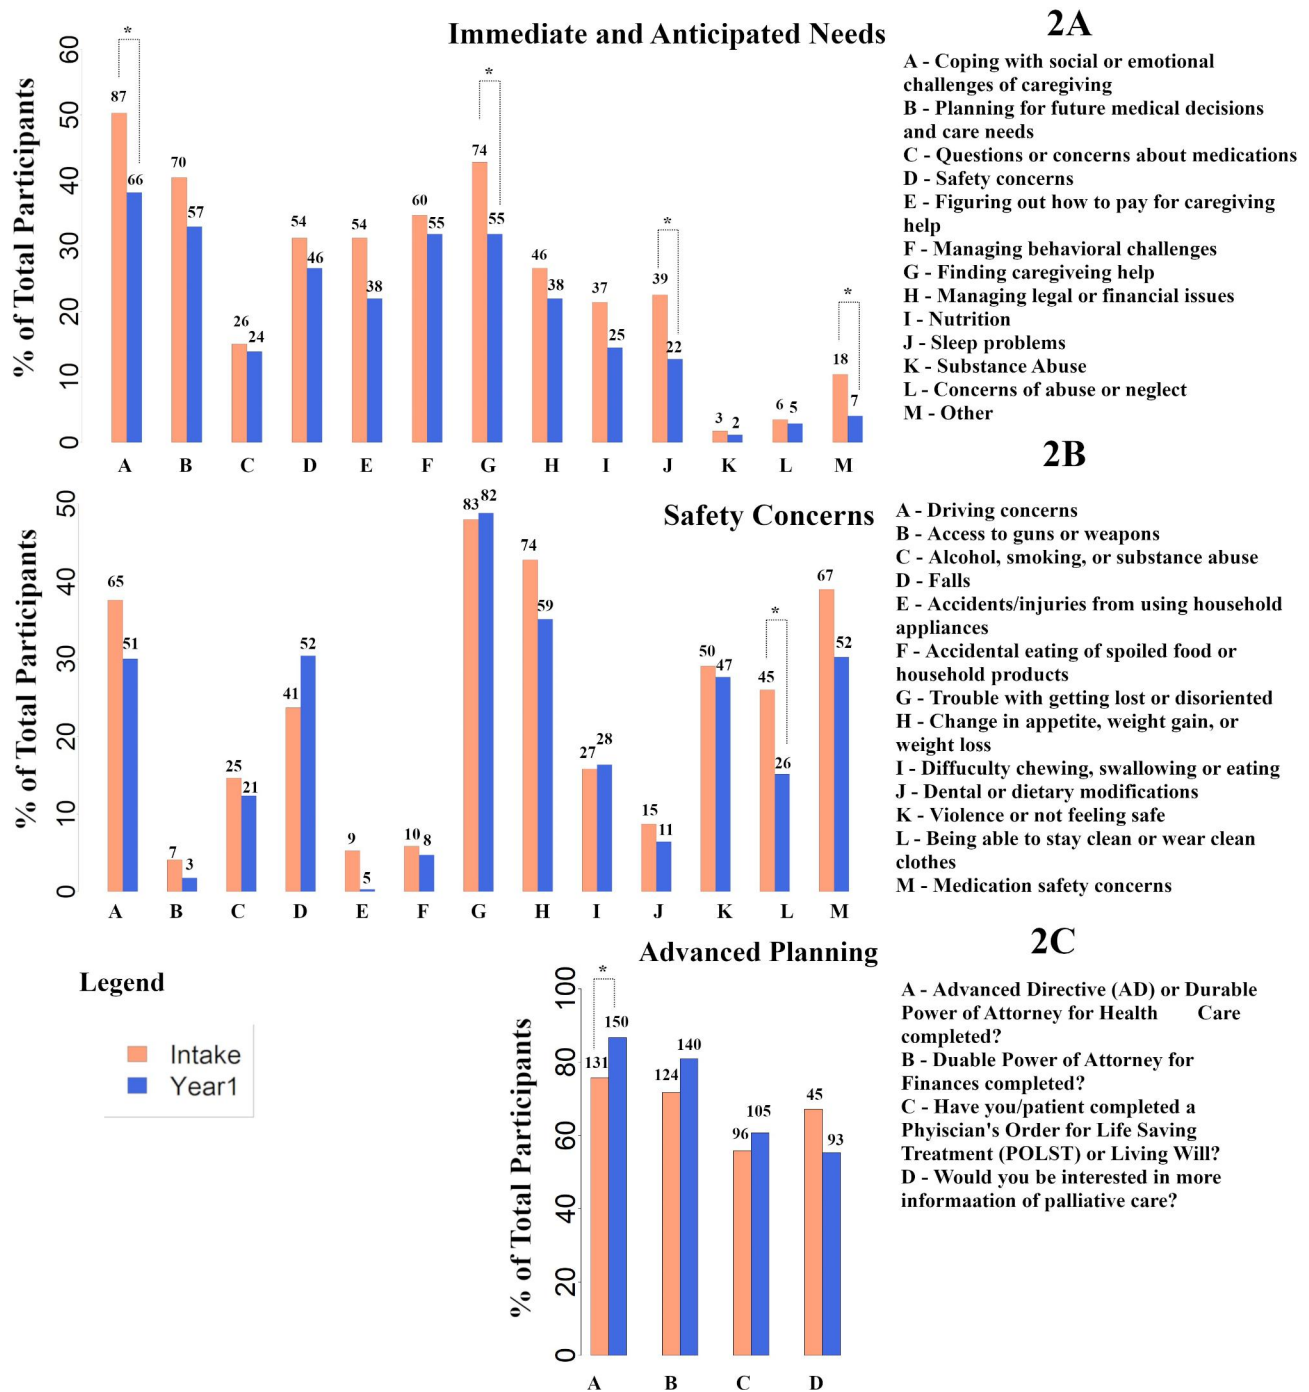 Immediate and Anticipated Needs
2A
% of Total Participants
60
50
40
30
20
10
0
*
*
*
*
87
66
70
57
26
24
54
46
54
38
60
55
74
55
46
38
37
25
39
22
3
2
6
5
18
7
A B C D E F G H I J K L M
A - Coping with social or emotional
challenges of caregiving
B - Planning for future medical decisions
and care needs
C - Questions or concerns about medications
D - Safety concerns
E - Figuring out how to pay for caregiving
help
F - Managing behavioral challenges
G - Finding caregiveing help
H - Managing legal or financial issues
I - Nutrition
J - Sleep problems
K - Substance Abuse
L - Concerns of abuse or neglect
M - Other
Safety Concerns
2B
% of Total Participants
50
40
30
20
10
0
*
65
51
7
3
25
21
41
52
9
5
10
8
83
82
74
59
27
28
15
11
50
47
45
26
67
52
A B C D E F G H I J K L M
A - Driving concerns
B - Access to guns or weapons
C - Alcohol, smoking, or substance abuse
D - Falls
E - Accidents/injuries from using household
appliances
F - Accidental eating of spoiled food or
household products
G - Trouble with getting lost or disoriented
H - Change in appetite, weight gain, or
weight loss
I - Diffuculty chewing, swallowing or eating
J - Dental or dietary modifications
K - Violence or not feeling safe
L - Being able to stay clean or wear clean
clothes
M - Medication safety concerns
Legend
Intake
Year1
Advanced Planning
2C
% of Total Participants
100
80
60
40
20
0
*
131
150
124
140
96
105
45
93
A B C D
A - Advanced Directive (AD) or Durable
Power of Attorney for Health Care
completed?
B - Duable Power of Attorney for
Finances completed?
C - Have you/patient completed a
Phyiscian's Order for Life Saving
Treatment (POLST) or Living Will?
D - Would you be interested in more
informaation of palliative care?